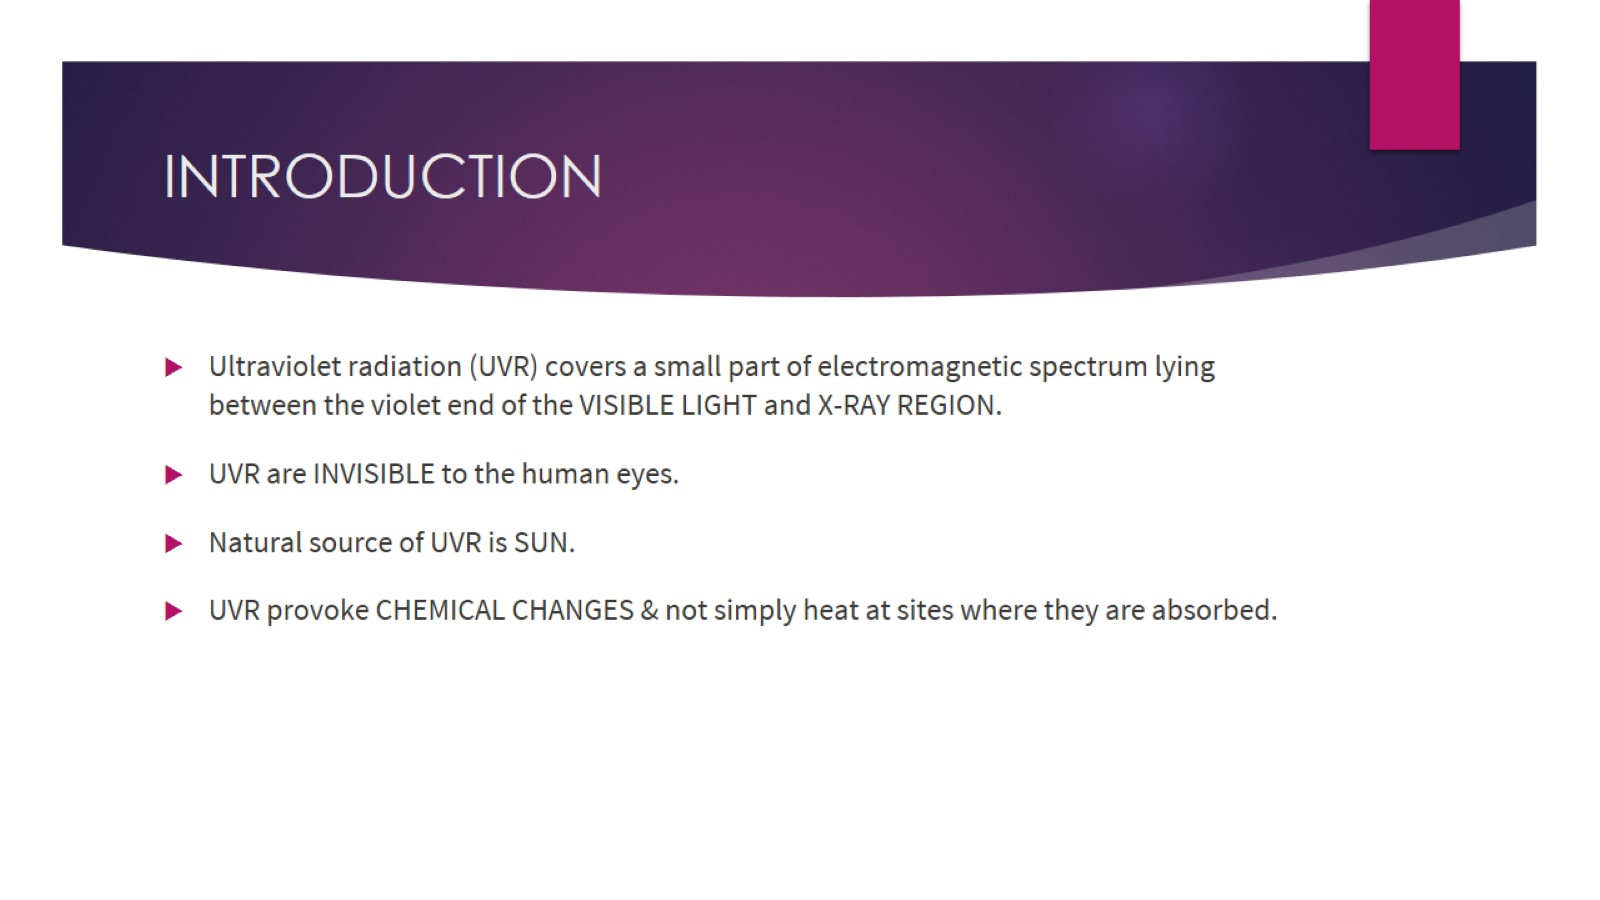 INTRODUCTION
Ultraviolet radiation (UVR) covers a small part of electromagnetic spectrum lying
between the violet end of the VISIBLE LIGHT and X-RAY REGION.
UVR are INVISIBLE to the human eyes.
Natural source of UVR is SUN.
UVR provoke CHEMICAL CHANGES & not simply heat at sites where they are absorbed.